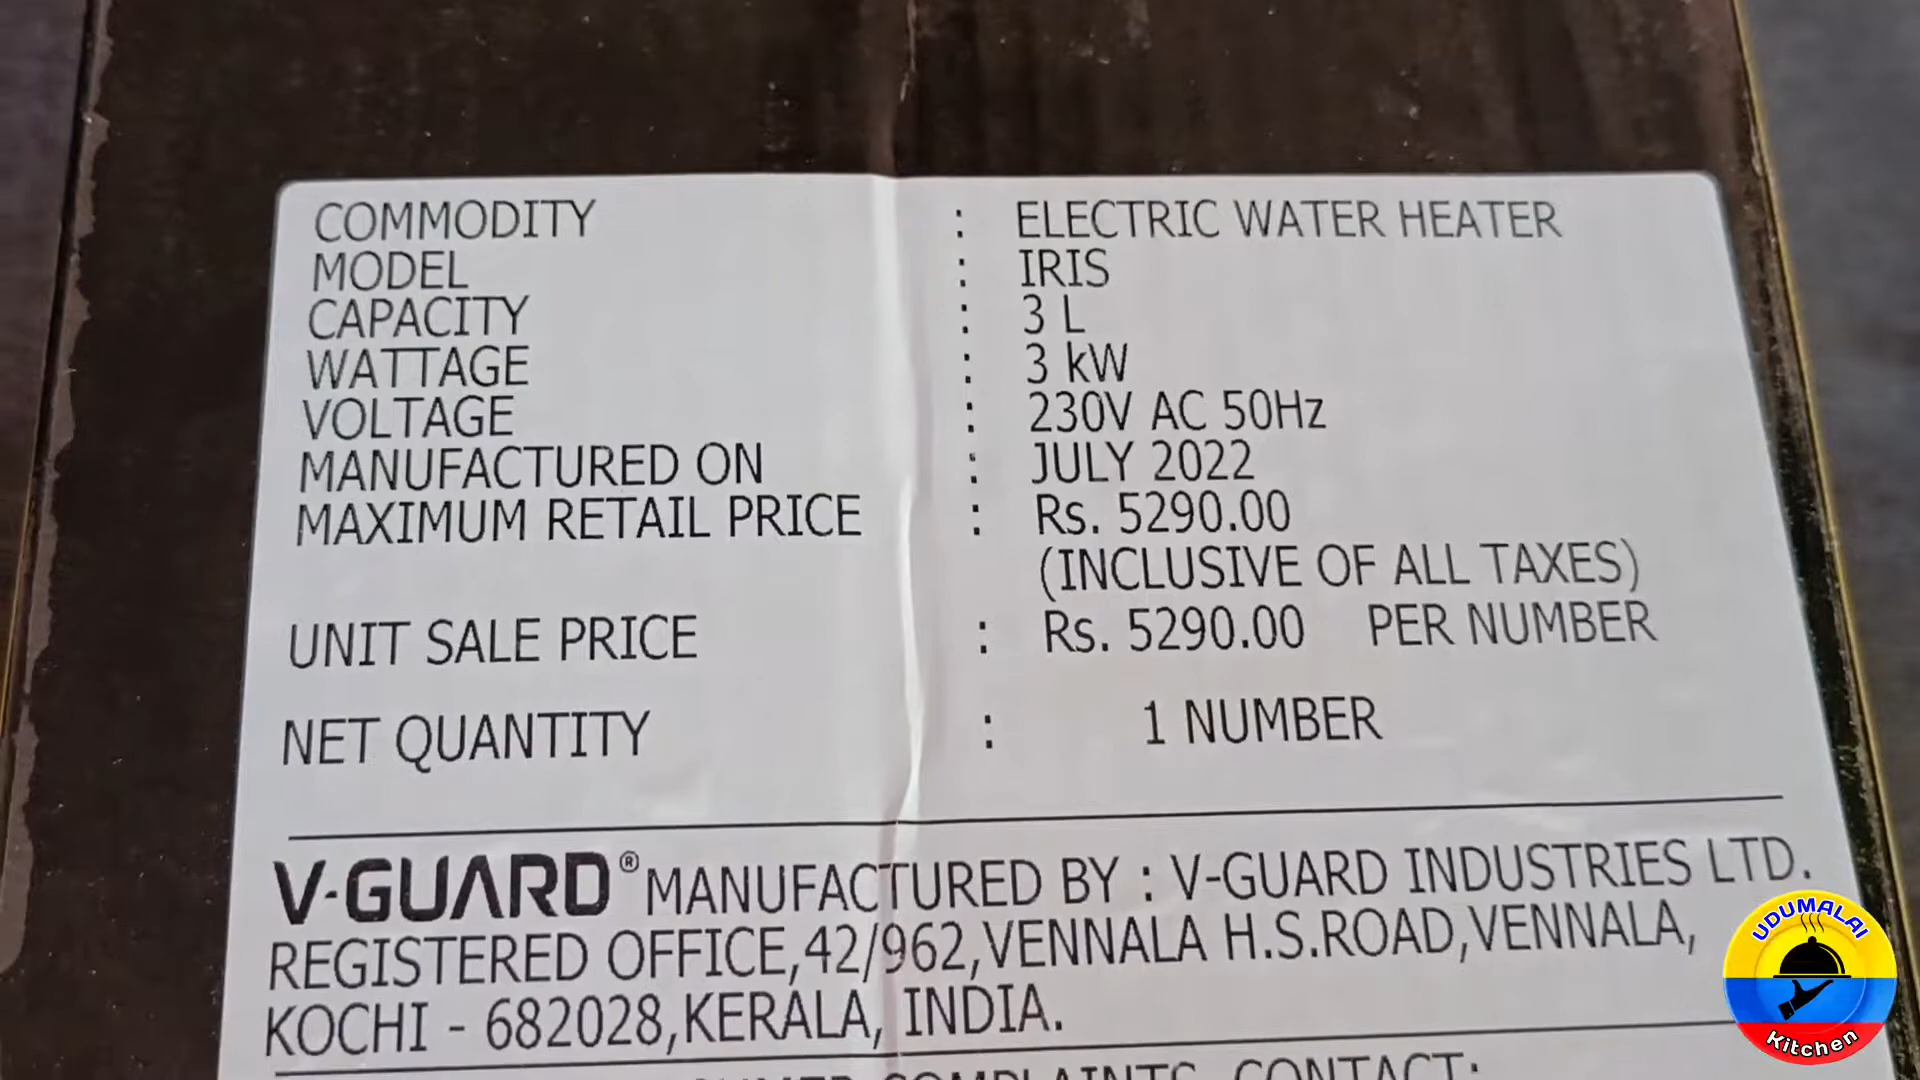 COMMODITY : ELECTRIC WATER HEATER
MODEL : IRIS
CAPACITY : 3 L
WATTAGE : 3 kW
VOLTAGE : 230V AC 50Hz
MANUFACTURED ON : JULY 2022
MAXIMUM RETAIL PRICE : Rs. 5290.00
(INCLUSIVE OF ALL TAXES)
UNIT SALE PRICE : Rs. 5290.00 PER NUMBER
NET QUANTITY : 1 NUMBER
V-GUARD® MANUFACTURED BY : V-GUARD INDUSTRIES LTD.
REGISTERED OFFICE,42/962,VENNALA H.S.ROAD,VENNALA,
KOCHI - 682028,KERALA, INDIA.
COMPLAINTS, CONTACT:
UDUMALAI
Kitchen